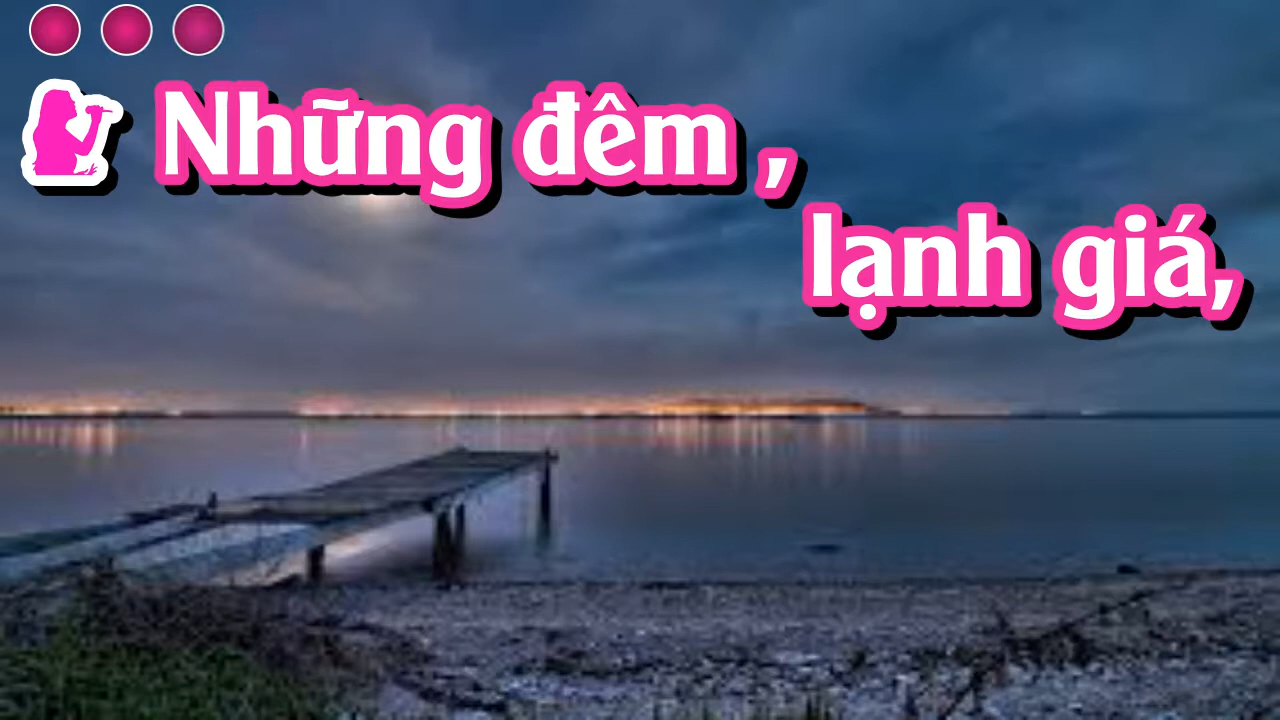 Những đêm ,
lạnh giá,